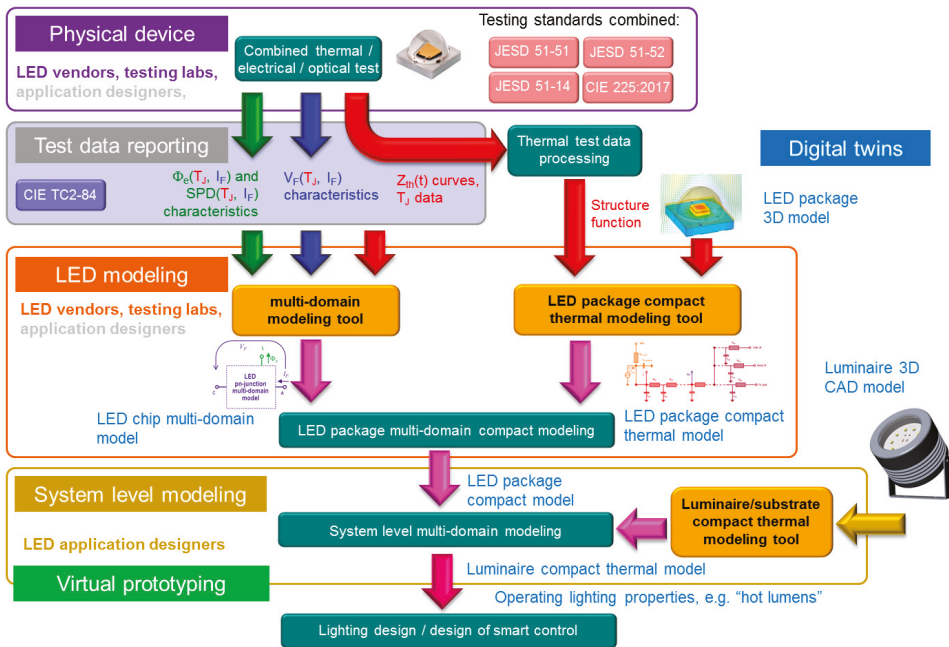 Physical device
LED vendors, testing labs,
application designers,
Combined thermal /
electrical / optical test
Testing standards combined:
JESD 51-51
JESD 51-52
JESD 51-14
CIE 225:2017
Test data reporting
CIE TC2-84
Φe(TJ, IF) and
SPD(TJ, IF)
characteristics
VF(TJ, IF)
characteristics
Zth(t) curves,
TJ data
Thermal test data
processing
Structure
function
Digital twins
LED package
3D model
LED modeling
LED vendors, testing labs,
application designers
multi-domain
modeling tool
LED package compact
thermal modeling tool
LED
pn-junction
multi-domain
model
LED chip multi-domain
model
LED package multi-domain compact modeling
LED package compact
thermal model
Luminaire 3D
CAD model
System level modeling
LED application designers
LED package
compact model
System level multi-domain modeling
Luminaire/substrate
compact thermal
modeling tool
Virtual prototyping
Luminaire compact thermal model
Operating lighting properties, e.g. “hot lumens”
Lighting design / design of smart control